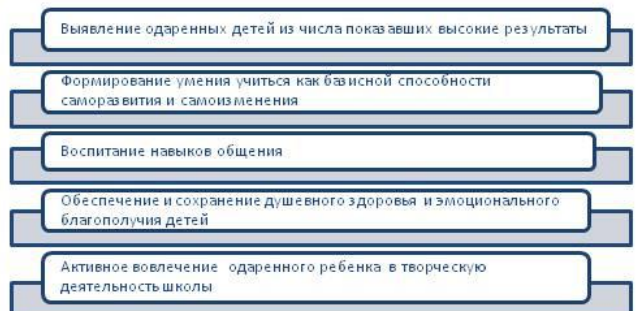 Выявление одаренных детей из числа показавших высокие результаты
Формирование умения учиться как базисной способности
саморазвития и самоизменения
Воспитание навыков общения
Обеспечение и сохранение душевного здоровья и эмоционального
благополучия детей
Активное вовлечение одаренного ребенка в творческую
деятельность школы